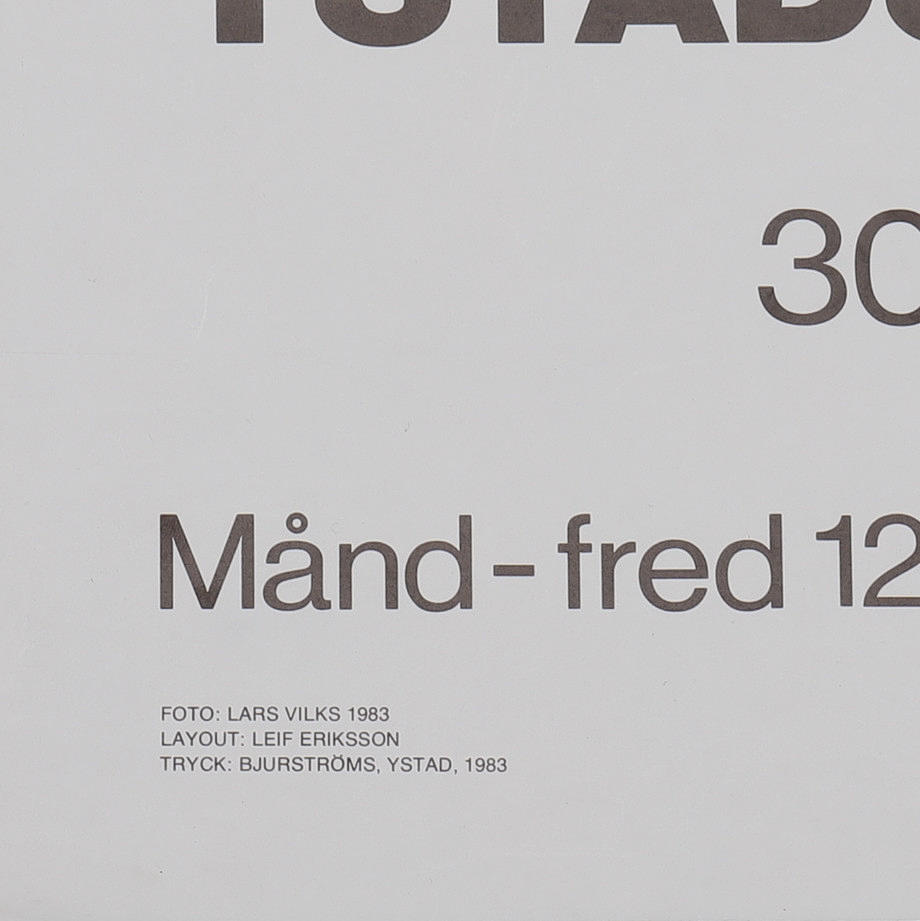 30
Månd - fred 12
FOTO: LARS VILKS 1983
LAYOUT: LEIF ERIKSSON
TRYCK: BJURSTRÖMS, YSTAD, 1983